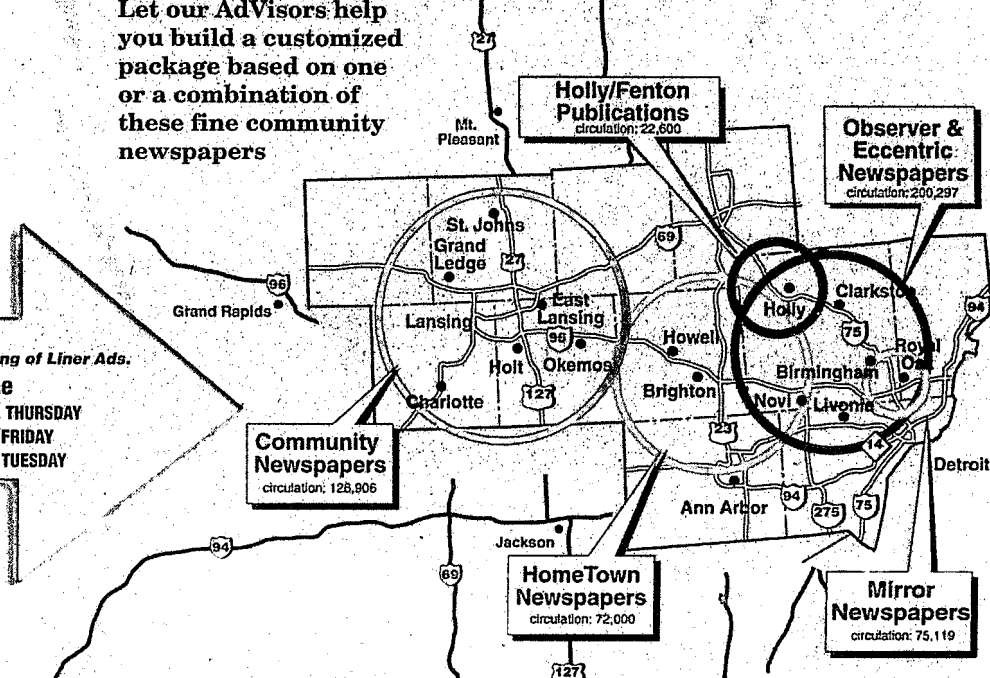 Let our AdVisors help
you build a customized
package based on one
or a combination of
these fine community
newspapers
27
Mt.
Pleasant
Holly/Fenton
Publications
circulation: 22,600
Observer &
Eccentric
Newspapers
circulation: 200,297
St. Johns
Grand
Ledge
27
69
96
Grand Rapids
East
Lansing
Lansing
96
Holt
Okemos
127
Charlotte
Howell
Brighton
Holly
Clarkston
94
75
Royal
Oak
Birmingham
Novi
Livonia
23
14
Detroit
Ann Arbor
94
275
75
ng of Liner Ads.
e
THURSDAY
FRIDAY
TUESDAY
Community
Newspapers
circulation: 128,906
94
Jackson
69
HomeTown
Newspapers
circulation: 72,000
127
Mirror
Newspapers
circulation: 75,119